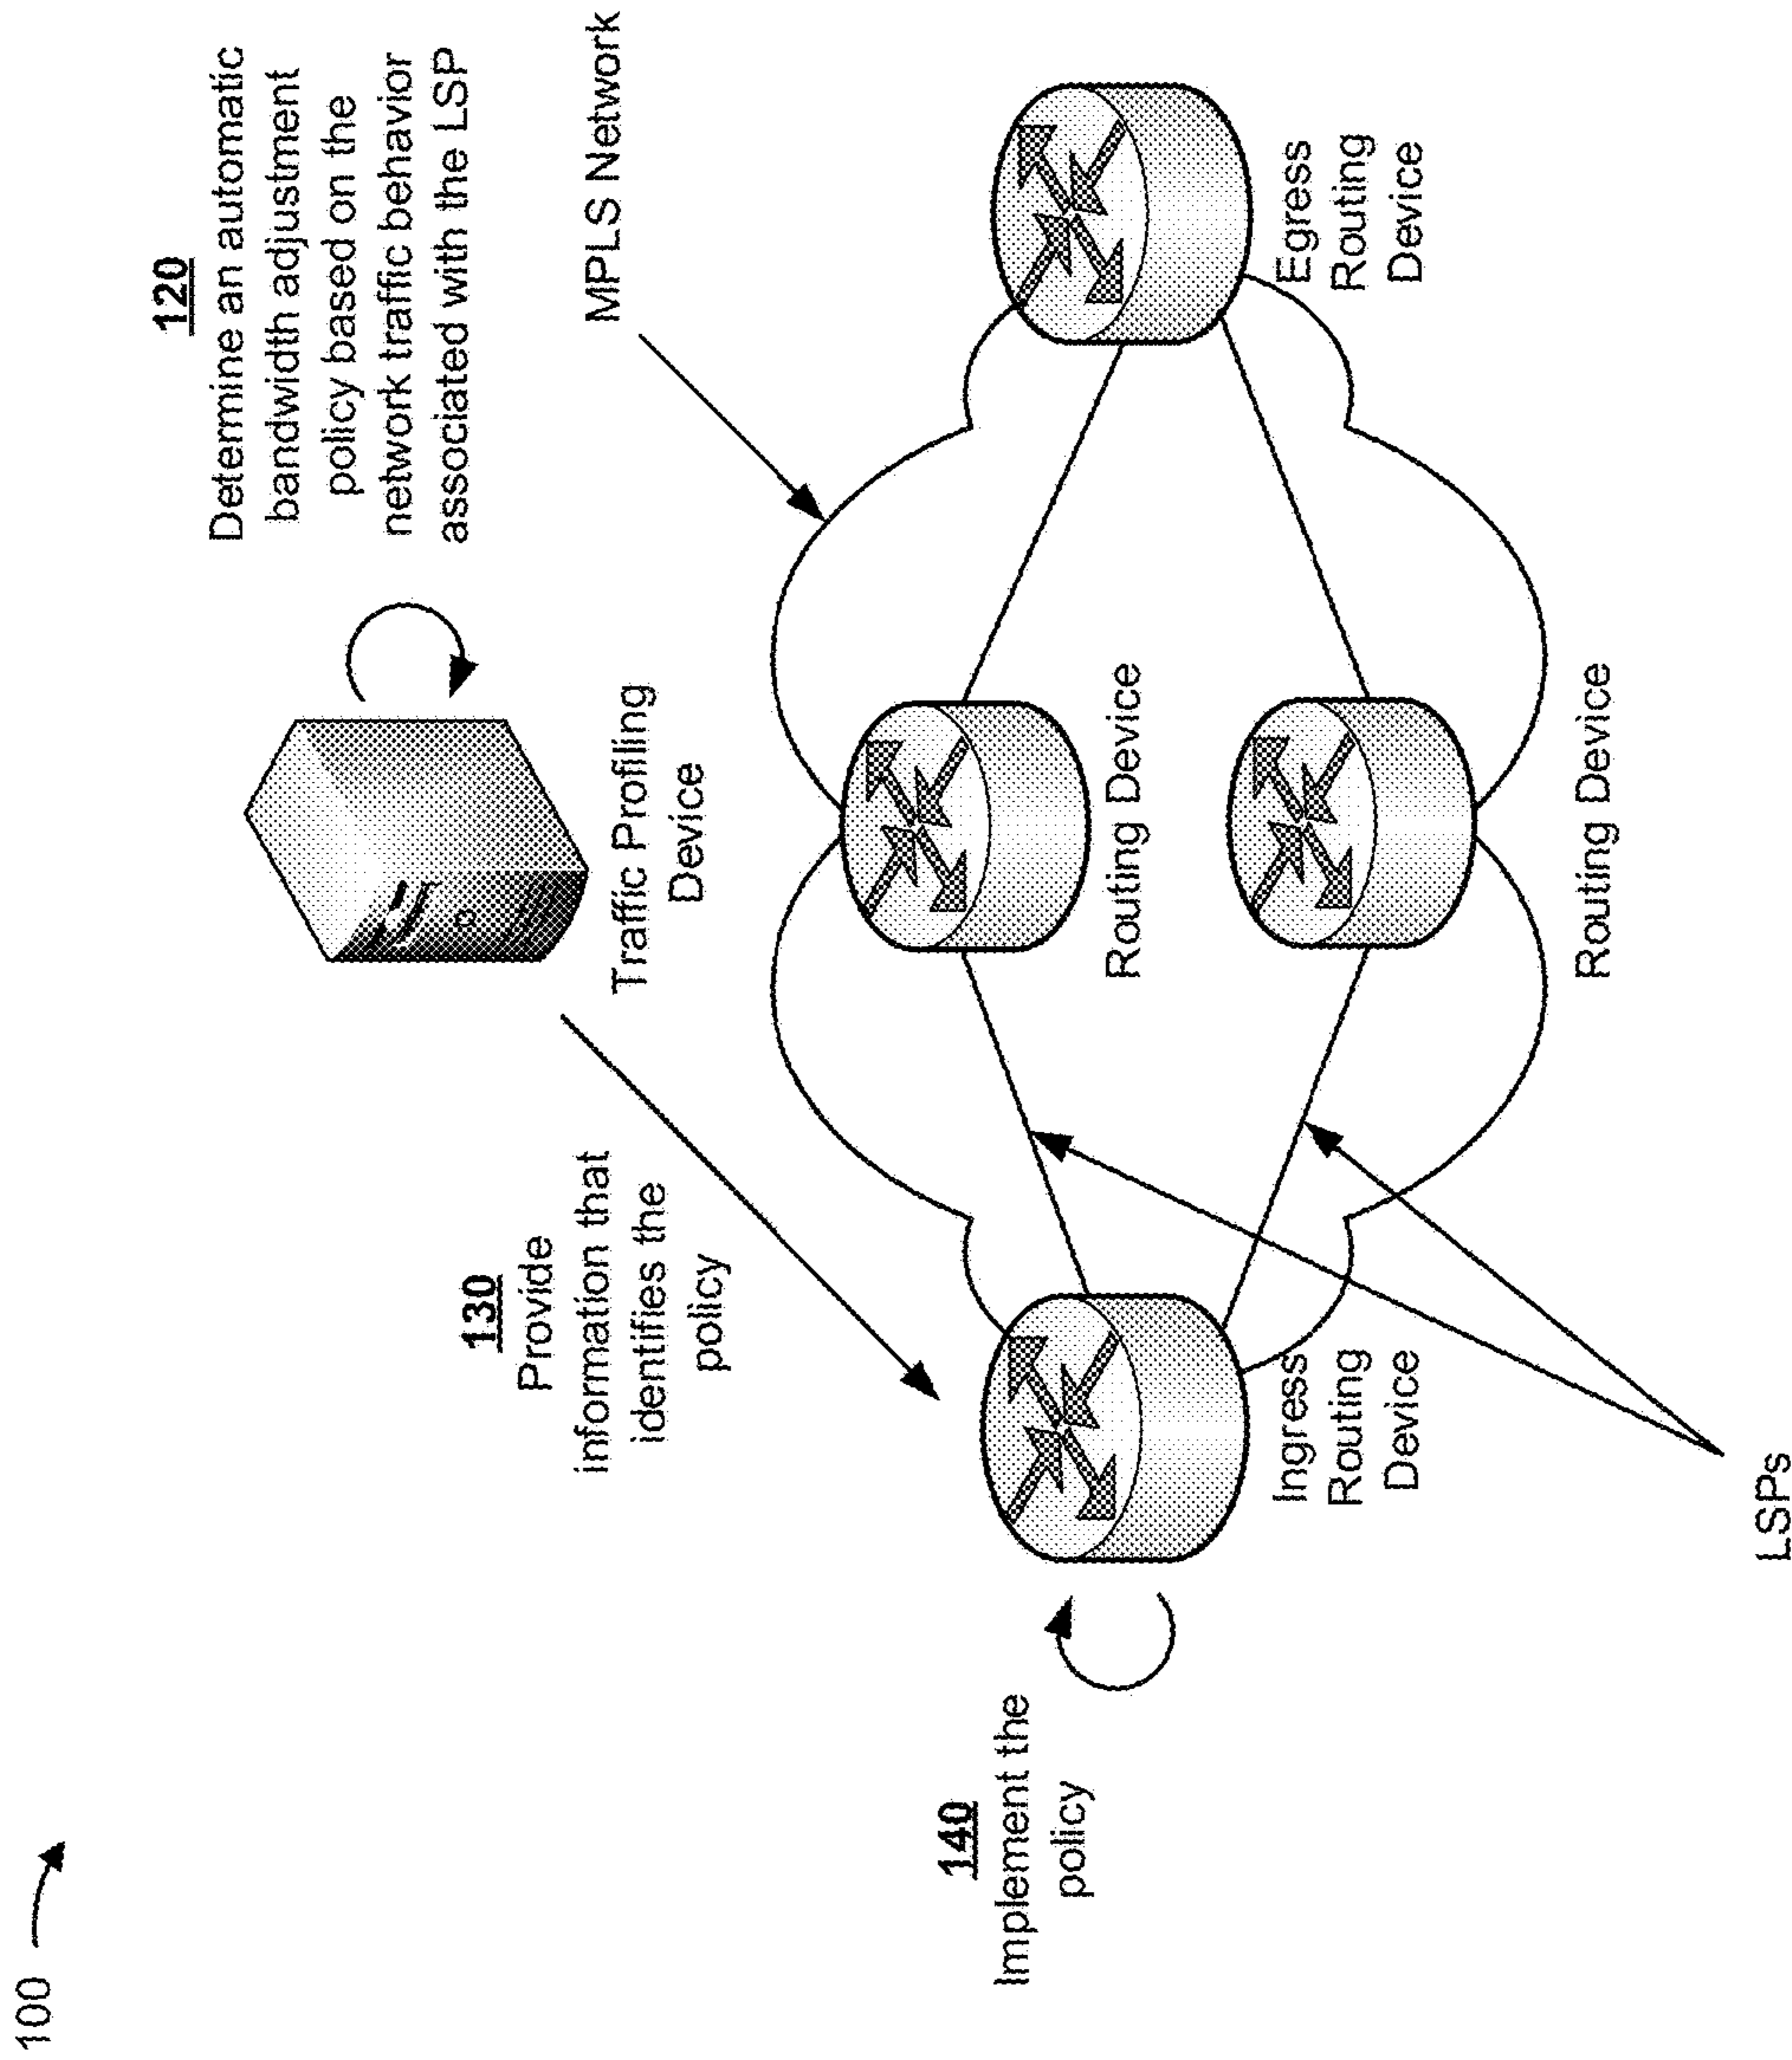 100
120
Determine an automatic
bandwidth adjustment
policy based on the
network traffic behavior
associated with the LSP
Traffic Profiling
Device
130
Provide
information that
identifies the
policy
MPLS Network
140
Implement the
policy
Ingress
Routing
Device
Routing Device
Egress
Routing
Device
Routing Device
LSPs